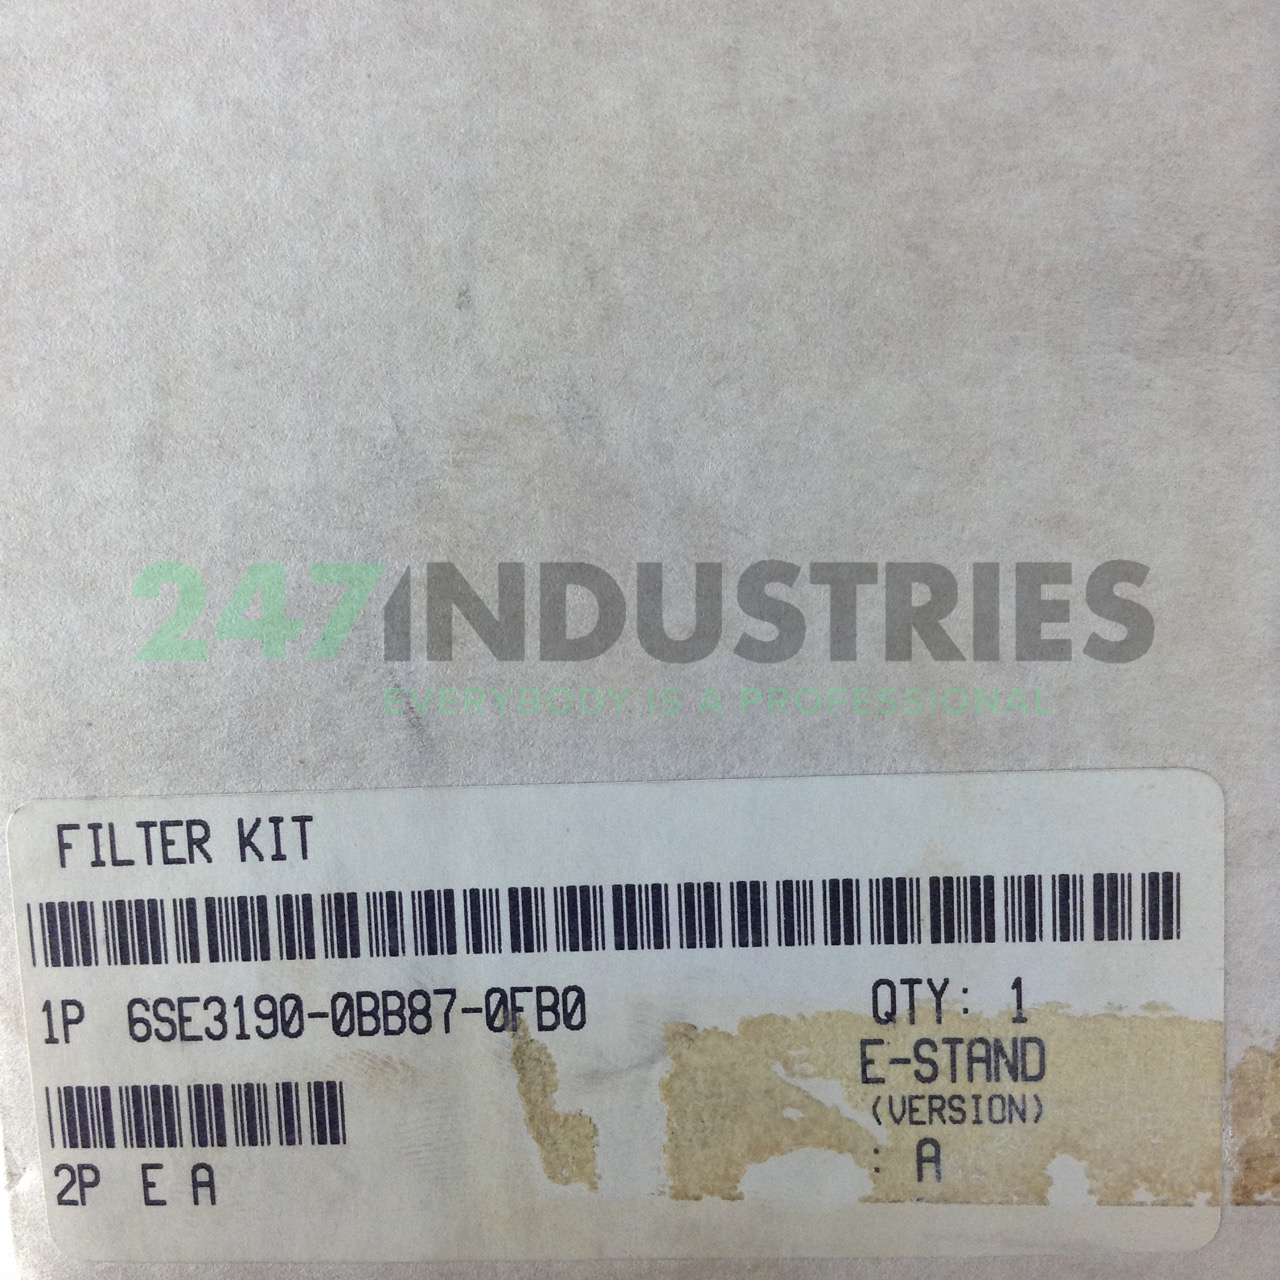 247INDUSTRIES
EVERYBODY IS A PROFESSIONAL
FILTER KIT
1P 6SE3190-0BB87-0FB0
QTY: 1
E-STAND
(VERSION)
: A
2P E A